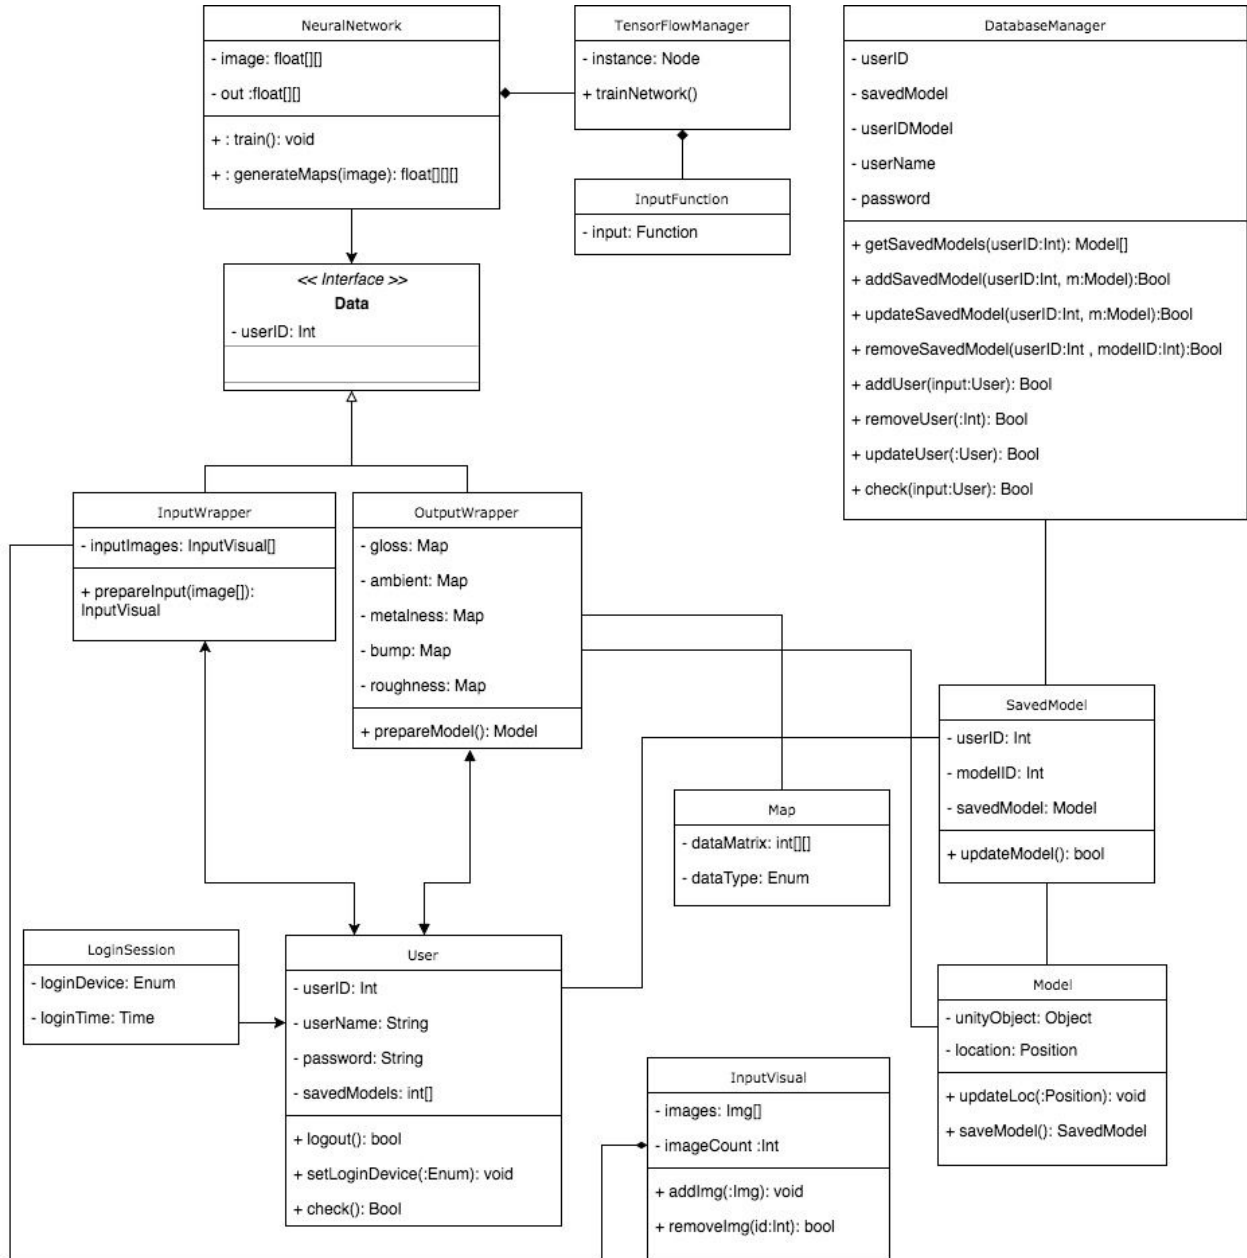 NeuralNetwork
- image: float[][]
- out :float[][]
+ : train(): void
+ : generateMaps(image): float[][][]
TensorFlowManager
- instance: Node
+ trainNetwork()
InputFunction
- input: Function
DatabaseManager
- userID
- savedModel
- userIDModel
- userName
- password
+ getSavedModels(userID:Int): Model[]
+ addSavedModel(userID:Int, m:Model):Bool
+ updateSavedModel(userID:Int, m:Model):Bool
+ removeSavedModel(userID:Int , modelID:Int):Bool
+ addUser(input:User): Bool
+ removeUser(:Int): Bool
+ updateUser(:User): Bool
+ check(input:User): Bool
<< Interface >>
Data
- userID: Int
InputWrapper
- inputImages: InputVisual[]
+ prepareInput(image[]):
InputVisual
OutputWrapper
- gloss: Map
- ambient: Map
- metalness: Map
- bump: Map
- roughness: Map
+ prepareModel(): Model
SavedModel
- userID: Int
- modelID: Int
- savedModel: Model
+ updateModel(): bool
Map
- dataMatrix: int[][]
- dataType: Enum
LoginSession
- loginDevice: Enum
- loginTime: Time
User
- userID: Int
- userName: String
- password: String
- savedModels: int[]
+ logout(): bool
+ setLoginDevice(:Enum): void
+ check(): Bool
Model
- unityObject: Object
- location: Position
+ updateLoc(:Position): void
+ saveModel(): SavedModel
InputVisual
- images: Img[]
- imageCount :Int
+ addImg(:Img): void
+ removeImg(id:Int): bool